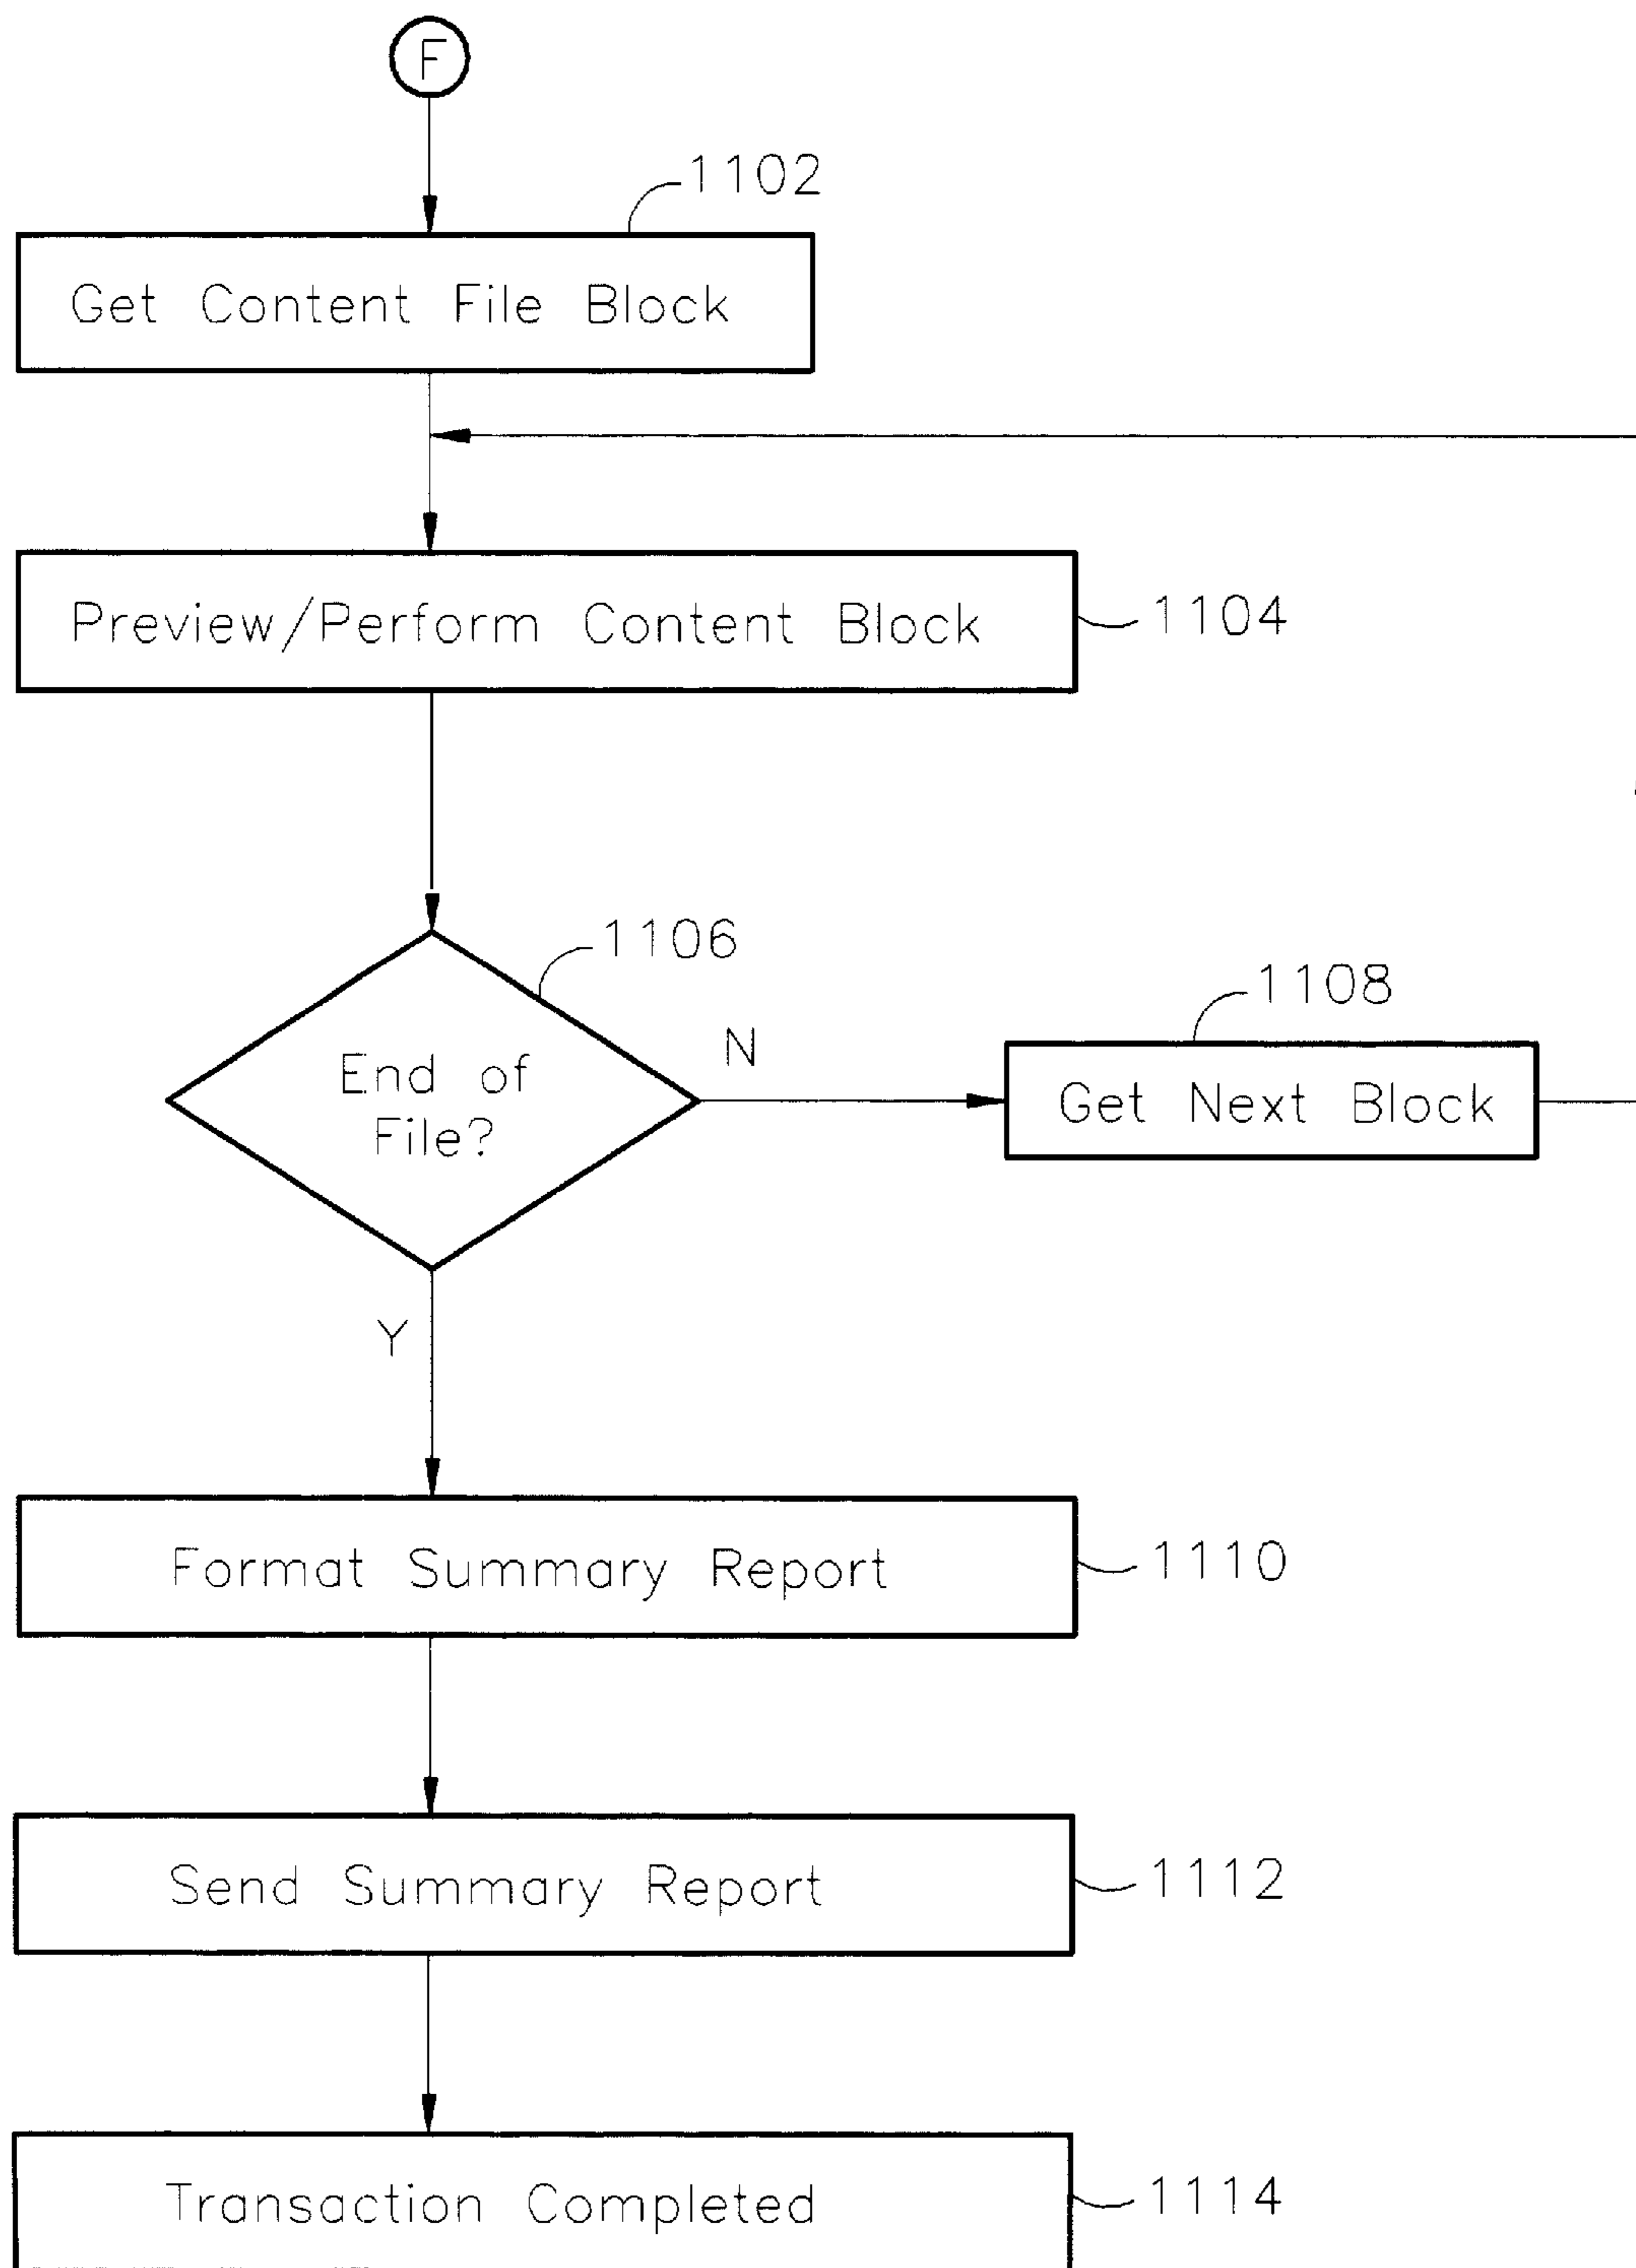 F
1102
Get Content File Block
Preview/Perform Content Block
1104
1106
1108
N
End of
File?
Get Next Block
Y
Format Summary Report
1110
Send Summary Report
1112
Transaction Completed
1114